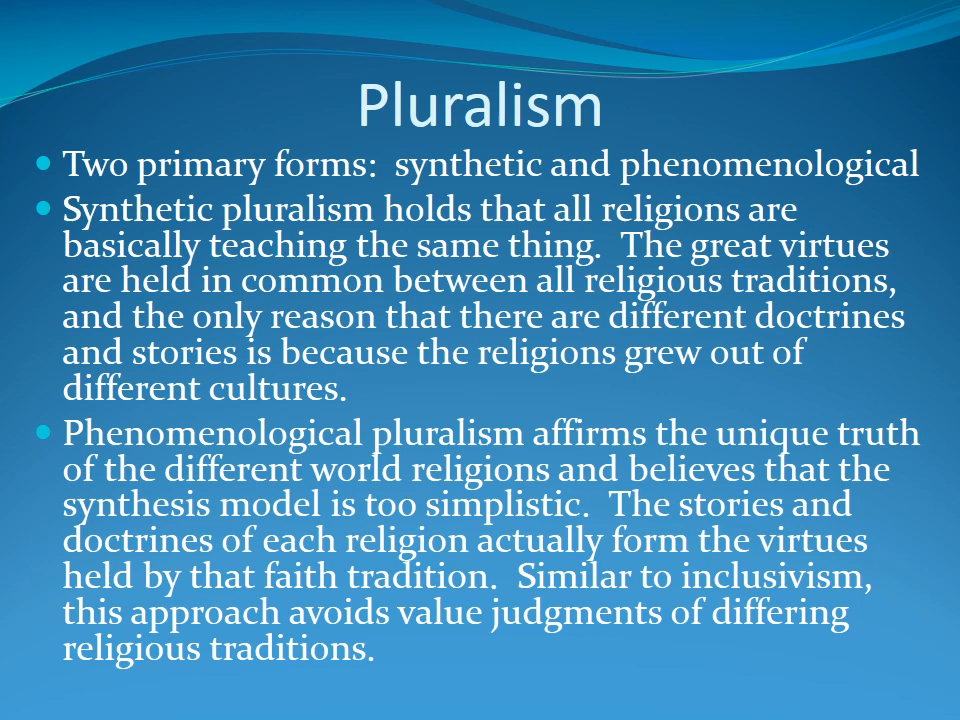 Pluralism
• Two primary forms:  synthetic and phenomenological
• Synthetic pluralism holds that all religions are
basically teaching the same thing.  The great virtues
are held in common between all religious traditions,
and the only reason that there are different doctrines
and stories is because the religions grew out of
different cultures.
• Phenomenological pluralism affirms the unique truth
of the different world religions and believes that the
synthesis model is too simplistic.  The stories and
doctrines of each religion actually form the virtues
held by that faith tradition.  Similar to inclusivism,
this approach avoids value judgments of differing
religious traditions.